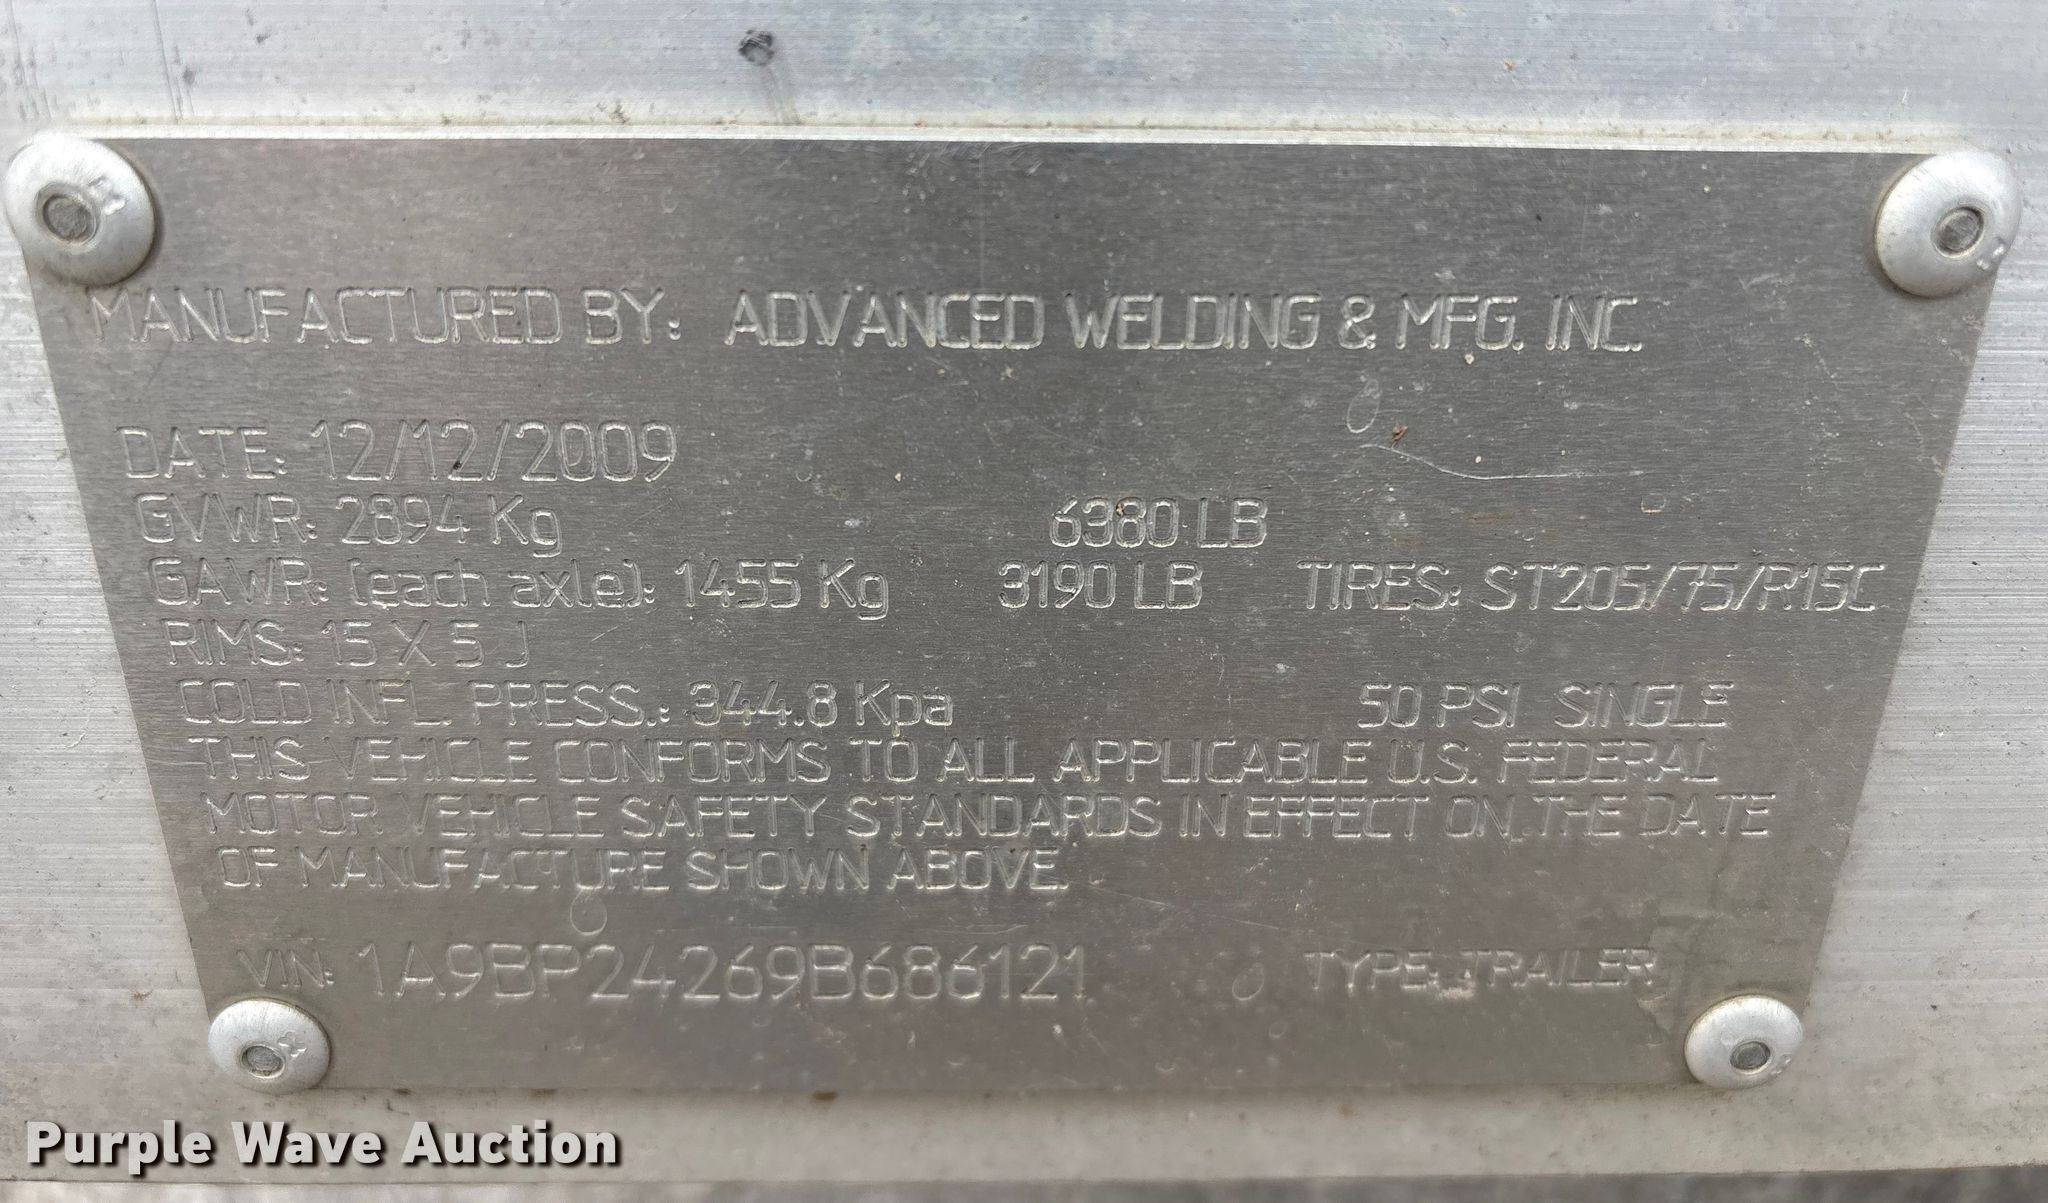 MANUFACTURED BY: ADVANCED WELDING & MFG. INC.
DATE: 12/12/2009
GVWR: 2894 Kg 6380 LB
GAWR: (each axle): 1455 Kg 3190 LB TIRES: ST205/75/R15C
RIMS: 15 X 5 J
COLD INFL. PRESS.: 344.8 Kpa 50 PSI SINGLE
THIS VEHICLE CONFORMS TO ALL APPLICABLE U.S. FEDERAL
MOTOR VEHICLE SAFETY STANDARDS IN EFFECT ON THE DATE
OF MANUFACTURE SHOWN ABOVE.
VIN: 1A9BP24269B686121 TYPE: TRAILER
Purple Wave Auction